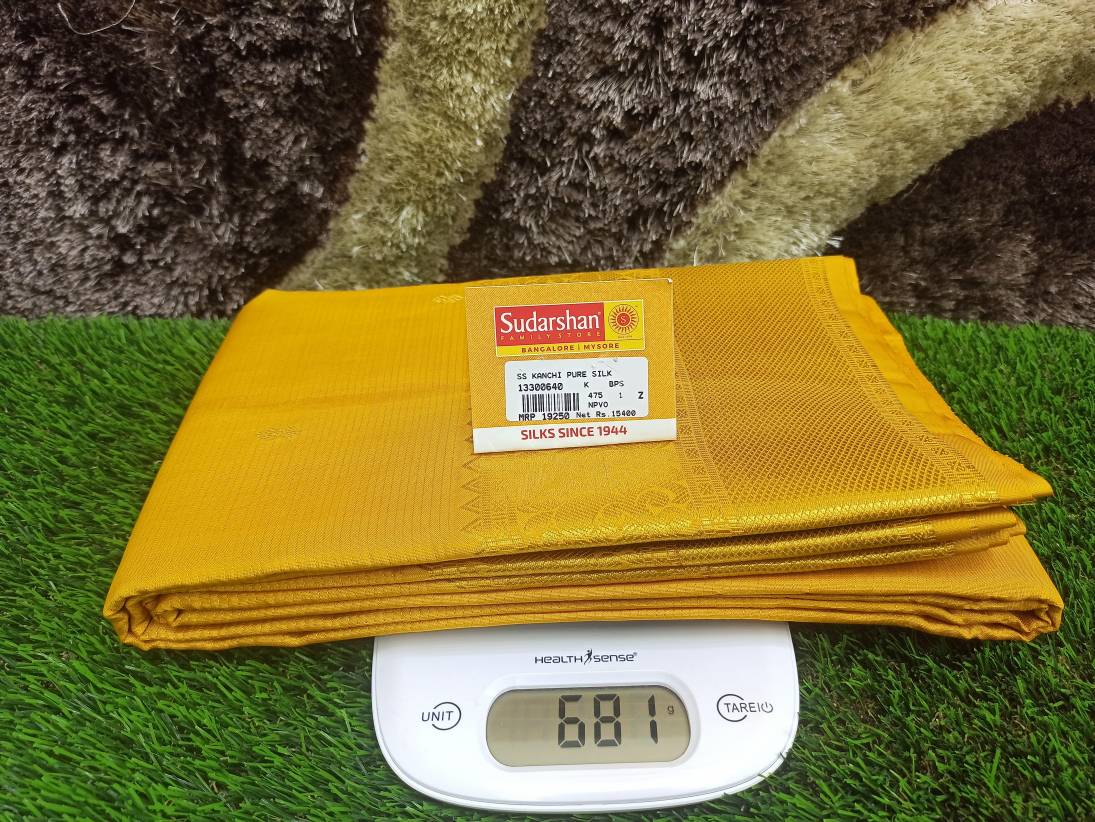 Sudarshan®
FAMILY STORE
BANGALORE | MYSORE
SS KANCHI PURE SILK
13300640 K BPS
475 1 Z
NPVO
MRP 19250 Net Rs.15400
SILKS SINCE 1944
HEALTH SENSE®
UNIT
681 g
TARE